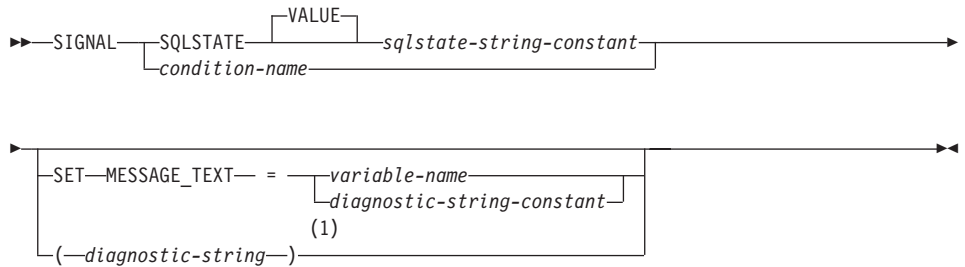 VALUE
SIGNAL SQLSTATE sqlstate-string-constant
condition-name
SET MESSAGE_TEXT = variable-name
diagnostic-string-constant
(1)
( diagnostic-string )